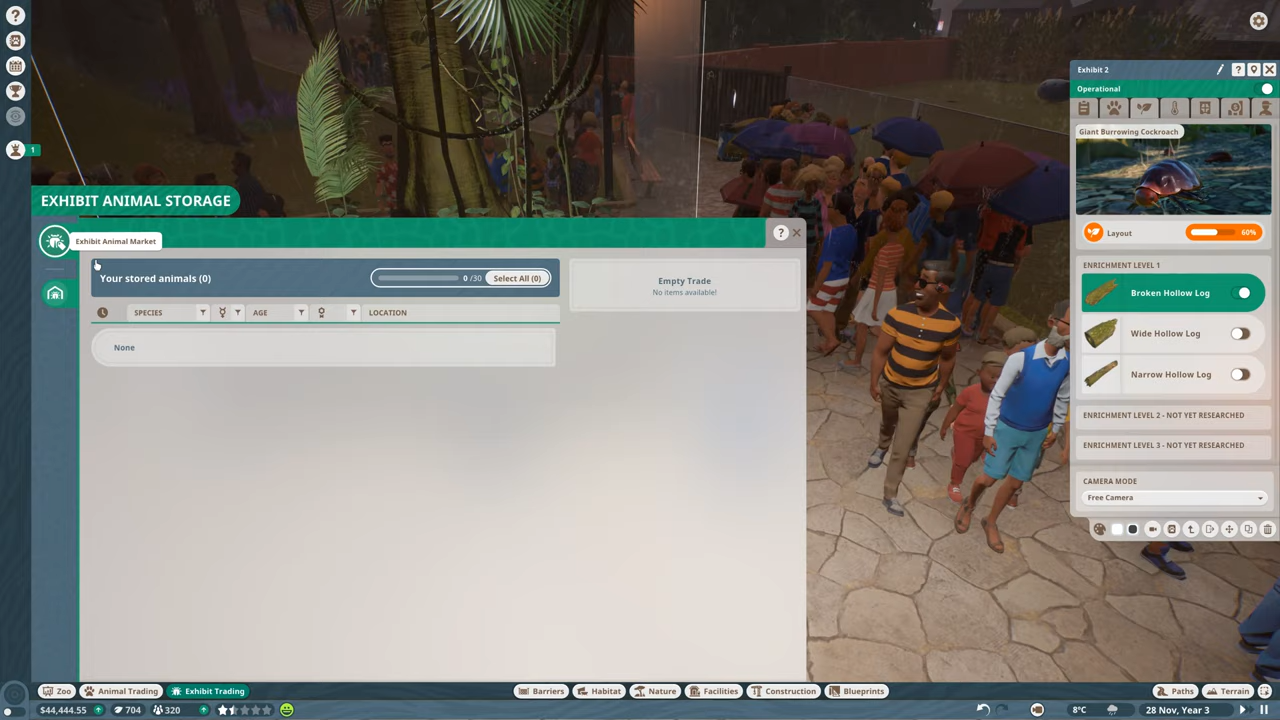 1
EXHIBIT ANIMAL STORAGE
Exhibit Animal Market
?
Your stored animals (0)
0 /30
Select All (0)
SPECIES
AGE
LOCATION
None
Empty Trade
No items available!
Exhibit 2
?
Operational
Giant Burrowing Cockroach
Layout
60%
ENRICHMENT LEVEL 1
Broken Hollow Log
Wide Hollow Log
Narrow Hollow Log
ENRICHMENT LEVEL 2 - NOT YET RESEARCHED
ENRICHMENT LEVEL 3 - NOT YET RESEARCHED
CAMERA MODE
Free Camera
Zoo
Animal Trading
Exhibit Trading
Barriers
Habitat
Nature
Facilities
Construction
Blueprints
Paths
Terrain
$44,444.55
704
320
8°C
28 Nov, Year 3